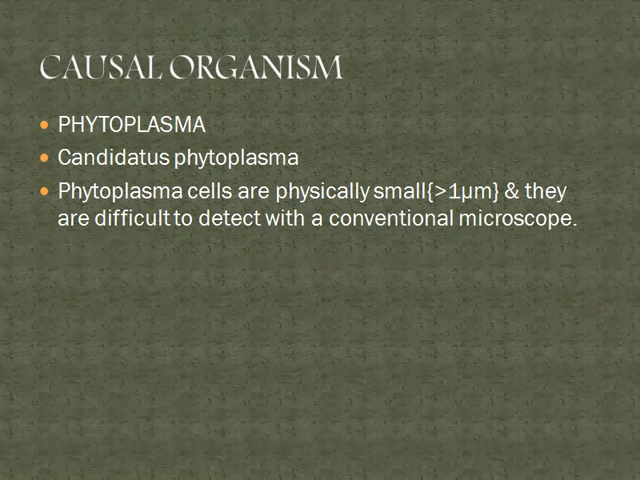 CAUSAL ORGANISM
• PHYTOPLASMA
• Candidatus phytoplasma
• Phytoplasma cells are physically small{>1µm} & they
are difficult to detect with a conventional microscope.